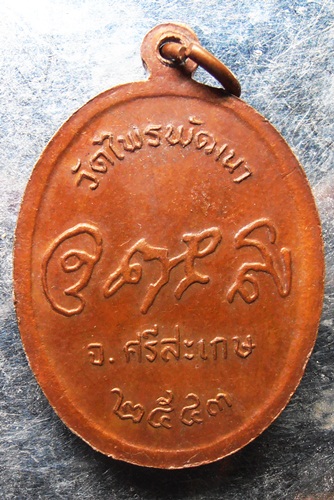 วัดไพรพัฒนา
จ. ศรีสะเกษ
๒๕๔๓